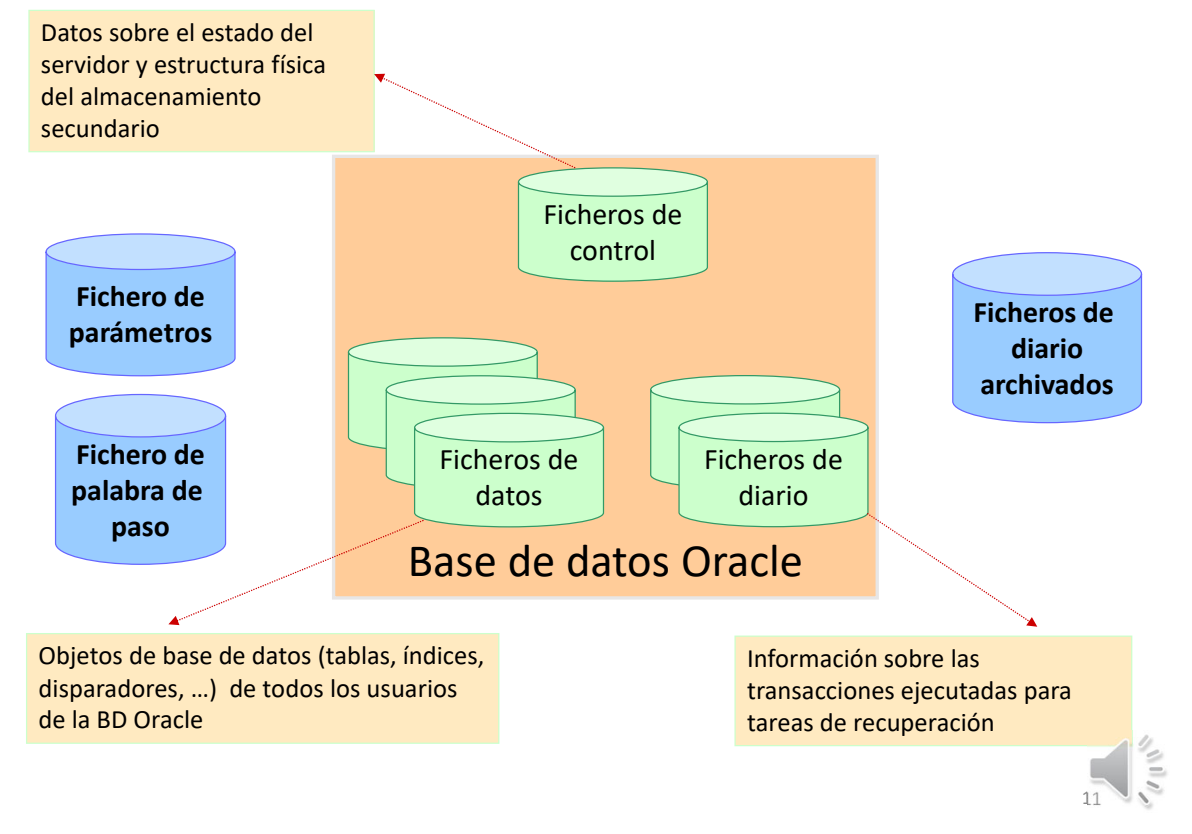 Datos sobre el estado del
servidor y estructura física
del almacenamiento
secundario
Ficheros de
control
Fichero de
parámetros
Ficheros de
diario
archivados
Fichero de
palabra de
paso
Ficheros de
datos
Ficheros de
diario
Base de datos Oracle
Objetos de base de datos (tablas, índices,
disparadores, …) de todos los usuarios
de la BD Oracle
Información sobre las
transacciones ejecutadas para
tareas de recuperación
11